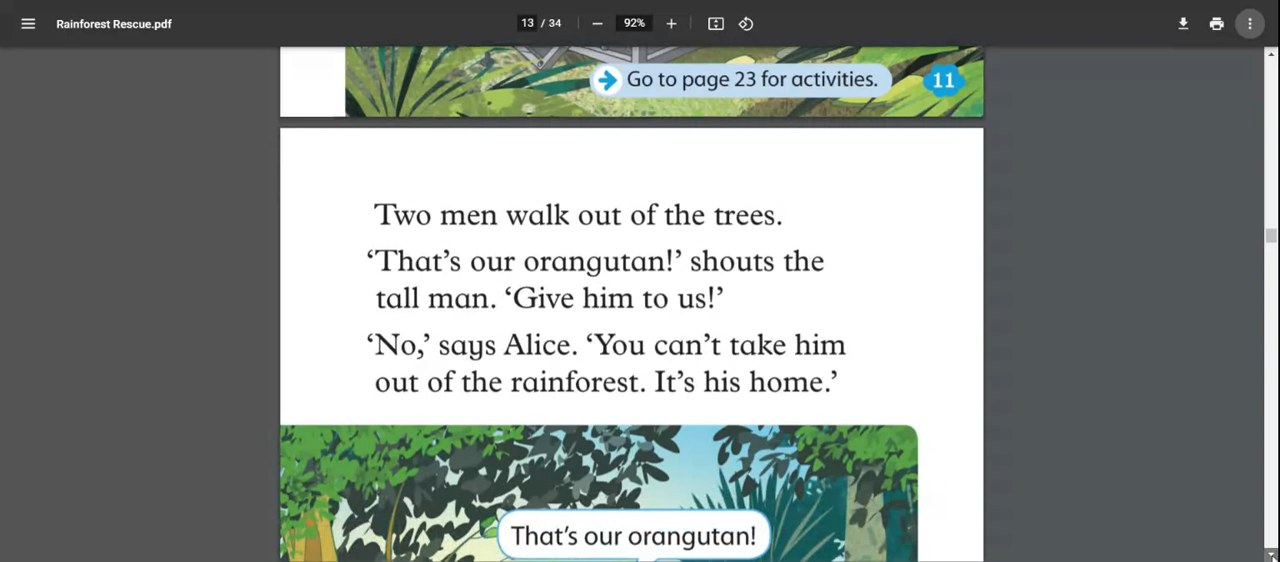 Rainforest Rescue.pdf
13 / 34
92%
Go to page 23 for activities.
11
Two men walk out of the trees.
‘That’s our orangutan!’ shouts the
tall man. ‘Give him to us!’
‘No,’ says Alice. ‘You can’t take him
out of the rainforest. It’s his home.’
That’s our orangutan!